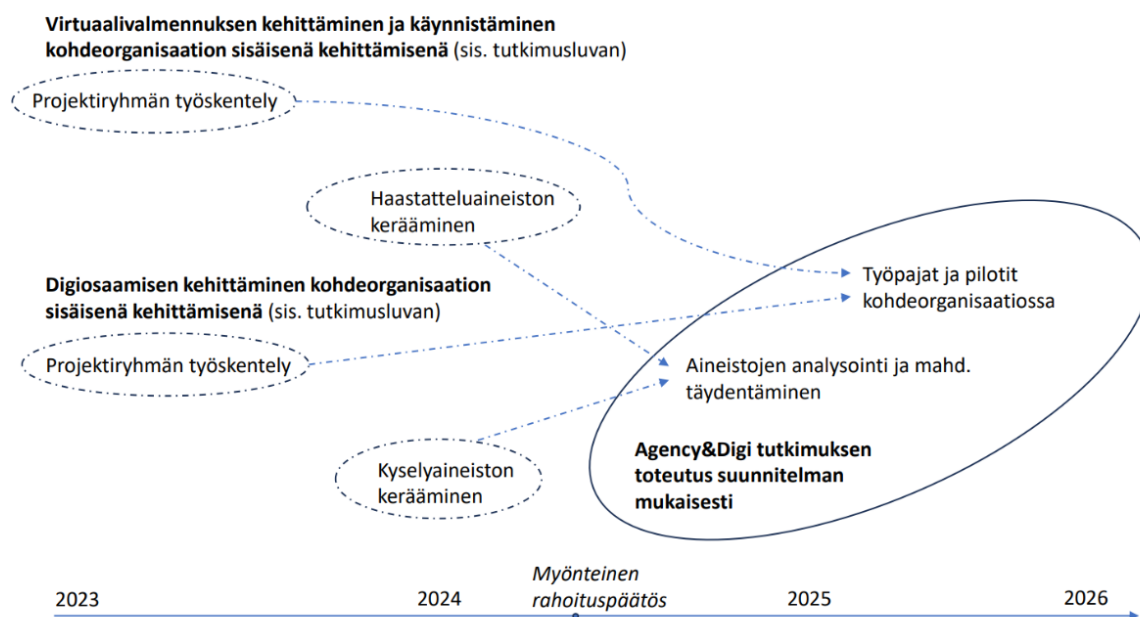 Virtuaalivalmennuksen kehittäminen ja käynnistäminen
kohdeorganisaation sisäisenä kehittämisenä (sis. tutkimusluvan)
Projektiryhmän työskentely
Haastatteluaineiston
kerääminen
Digiosaamisen kehittäminen kohdeorganisaation
sisäisenä kehittämisenä (sis. tutkimusluvan)
Projektiryhmän työskentely
Kyselyaineiston
kerääminen
Työpajat ja pilotit
kohdeorganisaatiossa
Aineistojen analysointi ja mahd.
täydentäminen
Agency&Digi tutkimuksen
toteutus suunnitelman
mukaisesti
2023
2024
Myönteinen
rahoituspäätös
2025
2026